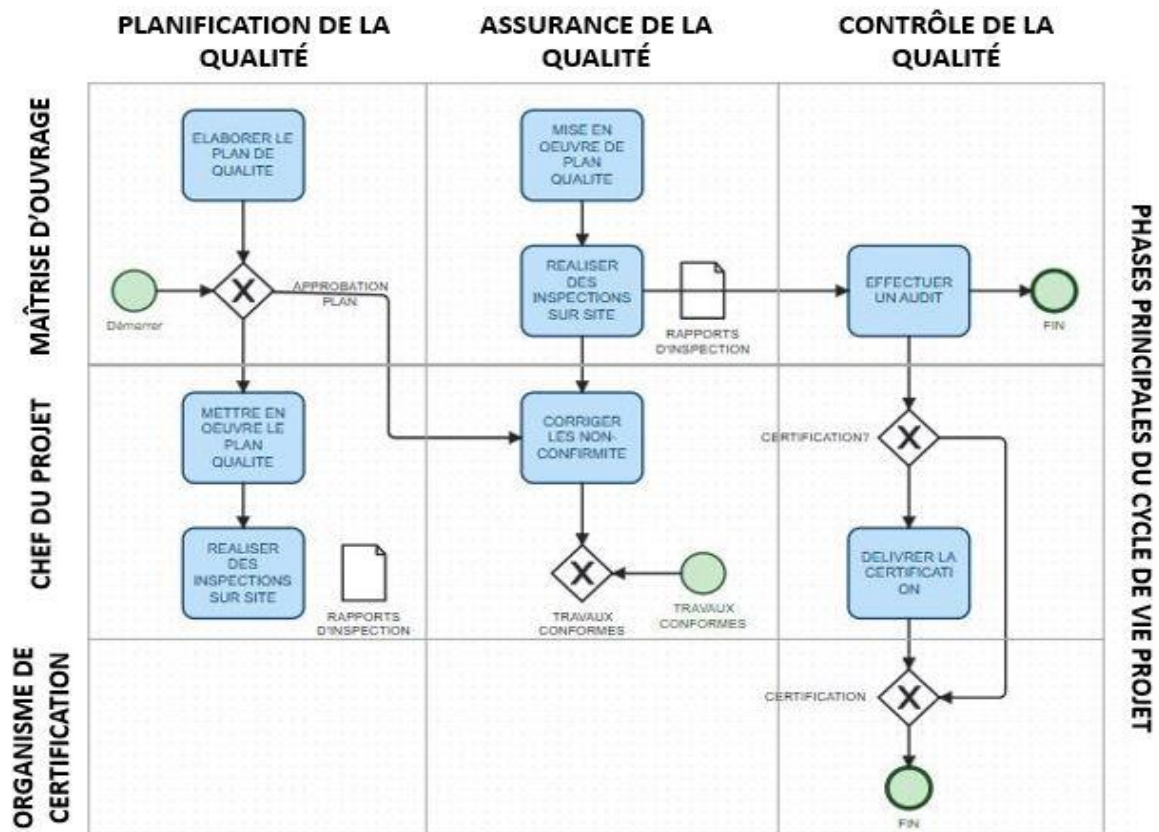 PLANIFICATION DE LA
QUALITÉ
ASSURANCE DE LA
QUALITÉ
CONTRÔLE DE LA
QUALITÉ
MAÎTRISE D'OUVRAGE
ELABORER LE
PLAN DE
QUALITE
MISE EN
OEUVRE DE
PLAN
QUALITE
Démarrer
APPROBATION
PLAN
REALISER
DES
INSPECTIONS
SUR SITE
RAPPORTS
D'INSPECTION
EFFECTUER
UN AUDIT
FIN
CHEF DU PROJET
METTRE EN
OEUVRE LE
PLAN
QUALITE
CORRIGER
LES NON-
CONFIRMITE
CERTIFICATION?
REALISER
DES
INSPECTIONS
SUR SITE
RAPPORTS
D'INSPECTION
TRAVAUX
CONFORMES
TRAVAUX
CONFORMES
DELIVRER LA
CERTIFICATI
ON
ORGANISME DE
CERTIFICATION
CERTIFICATION
FIN
PHASES PRINCIPALES DU CYCLE DE VIE PROJET